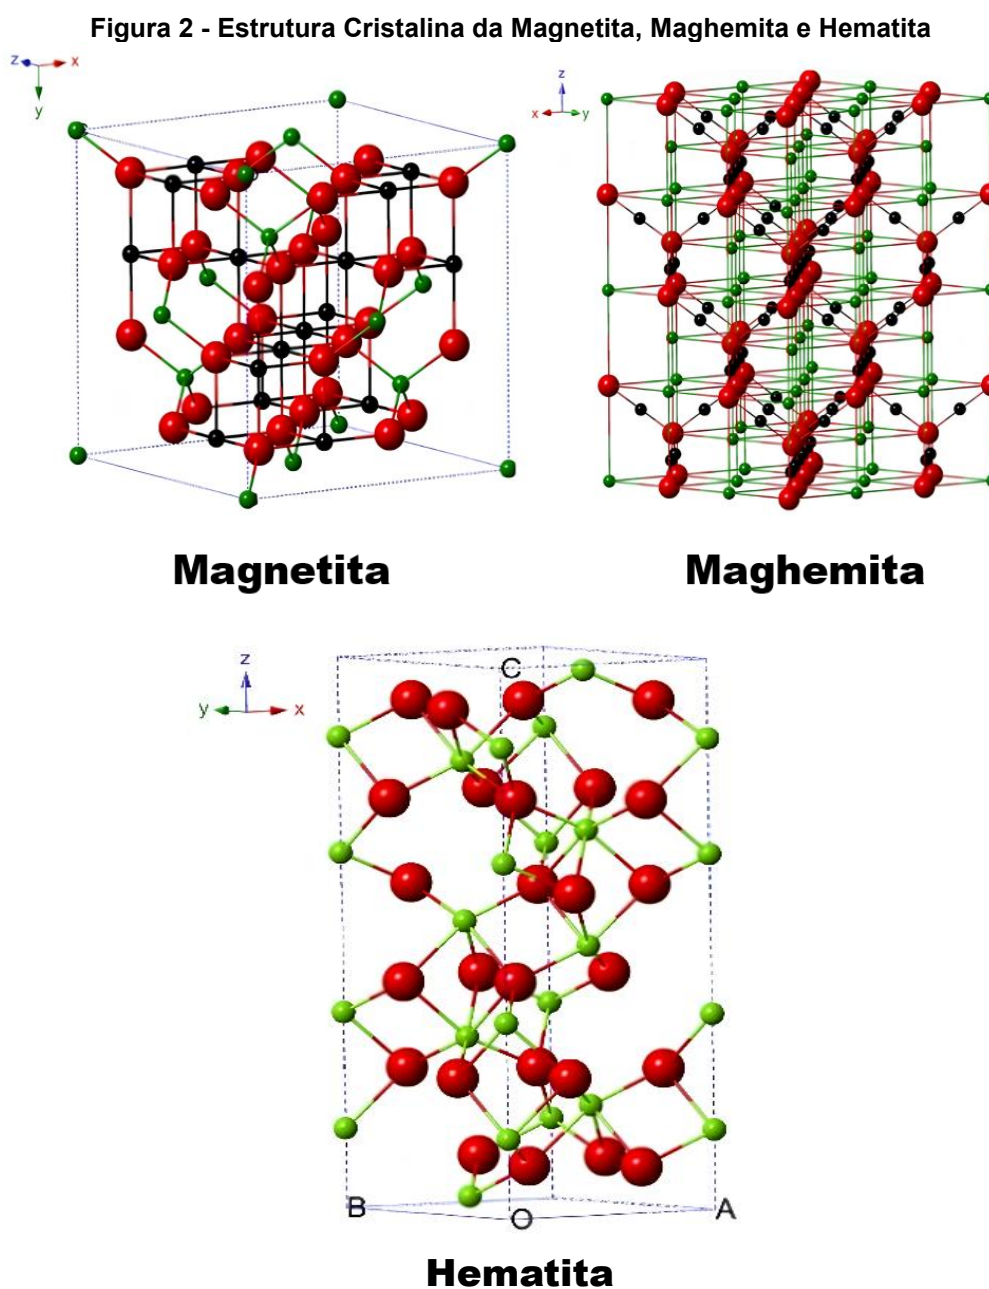 Figura 2 - Estrutura Cristalina da Magnetita, Maghemita e Hematita
z x
y
z
x y
Magnetita
Maghemita
z
y x
C
B
O
A
Hematita